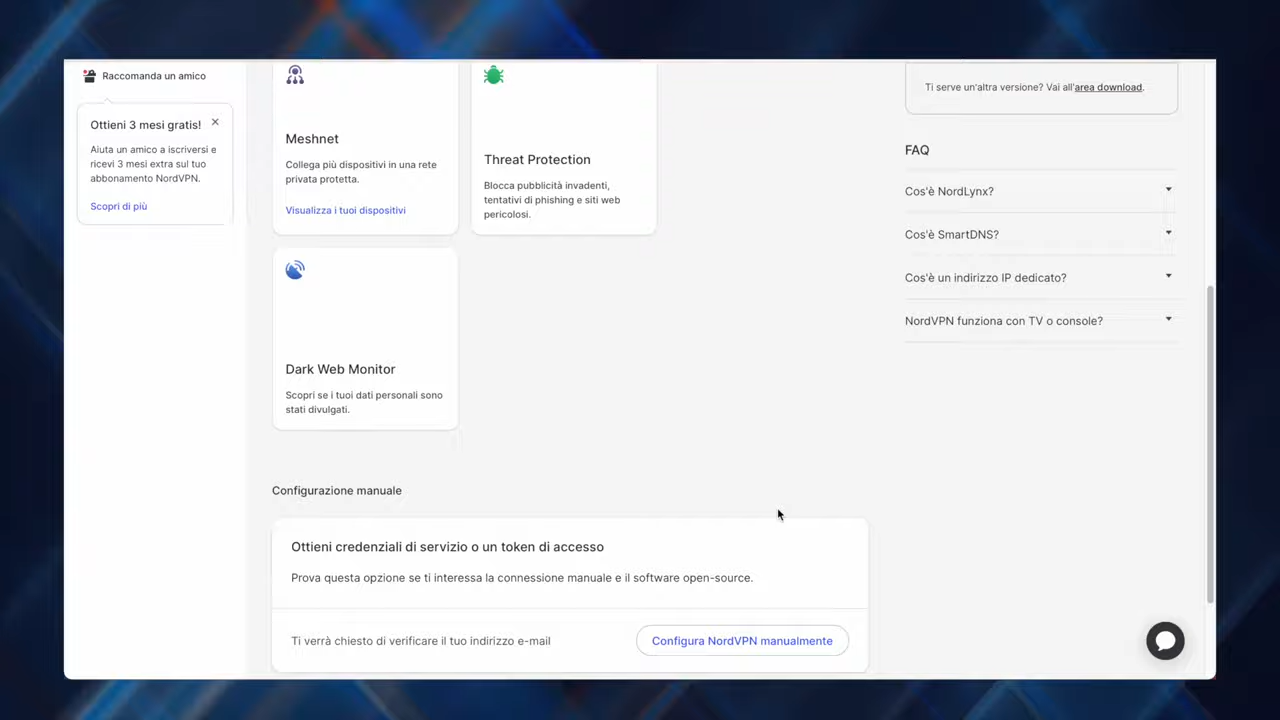 Raccomanda un amico
Ottieni 3 mesi gratis!
Aiuta un amico a iscriversi e
ricevi 3 mesi extra sul tuo
abbonamento NordVPN.
Scopri di più
Meshnet
Collega più dispositivi in una rete
privata protetta.
Visualizza i tuoi dispositivi
Threat Protection
Blocca pubblicità invadenti,
tentativi di phishing e siti web
pericolosi.
Dark Web Monitor
Scopri se i tuoi dati personali sono
stati divulgati.
Configurazione manuale
Ottieni credenziali di servizio o un token di accesso
Prova questa opzione se ti interessa la connessione manuale e il software open-source.
Ti verrà chiesto di verificare il tuo indirizzo e-mail
Configura NordVPN manualmente
Ti serve un'altra versione? Vai all'area download.
FAQ
Cos'è NordLynx?
Cos'è SmartDNS?
Cos'è un indirizzo IP dedicato?
NordVPN funziona con TV o console?